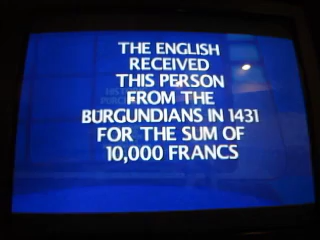 THE ENGLISH
RECEIVED
THIS PERSON
FROM THE
BURGUNDIANS IN 1431
FOR THE SUM OF
10,000 FRANCS